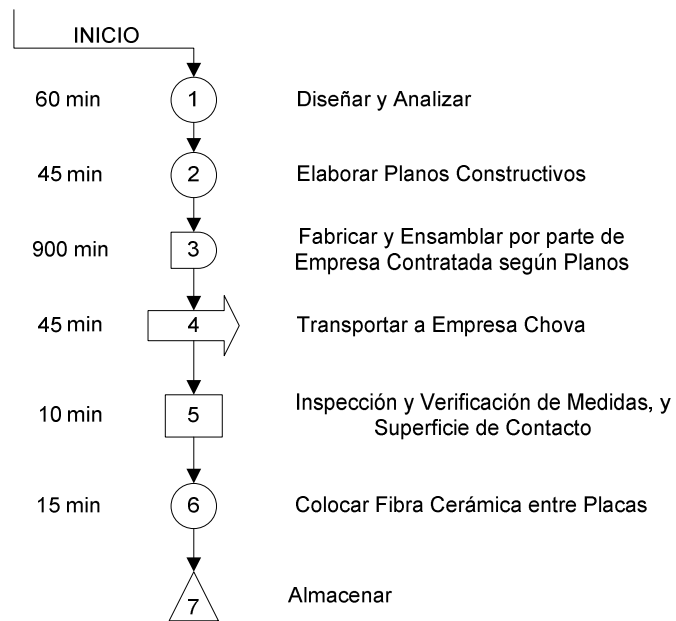 INICIO
60 min 1 Diseñar y Analizar
45 min 2 Elaborar Planos Constructivos
900 min 3 Fabricar y Ensamblar por parte de
Empresa Contratada según Planos
45 min 4 Transportar a Empresa Chova
10 min 5 Inspección y Verificación de Medidas, y
Superficie de Contacto
15 min 6 Colocar Fibra Cerámica entre Placas
7 Almacenar